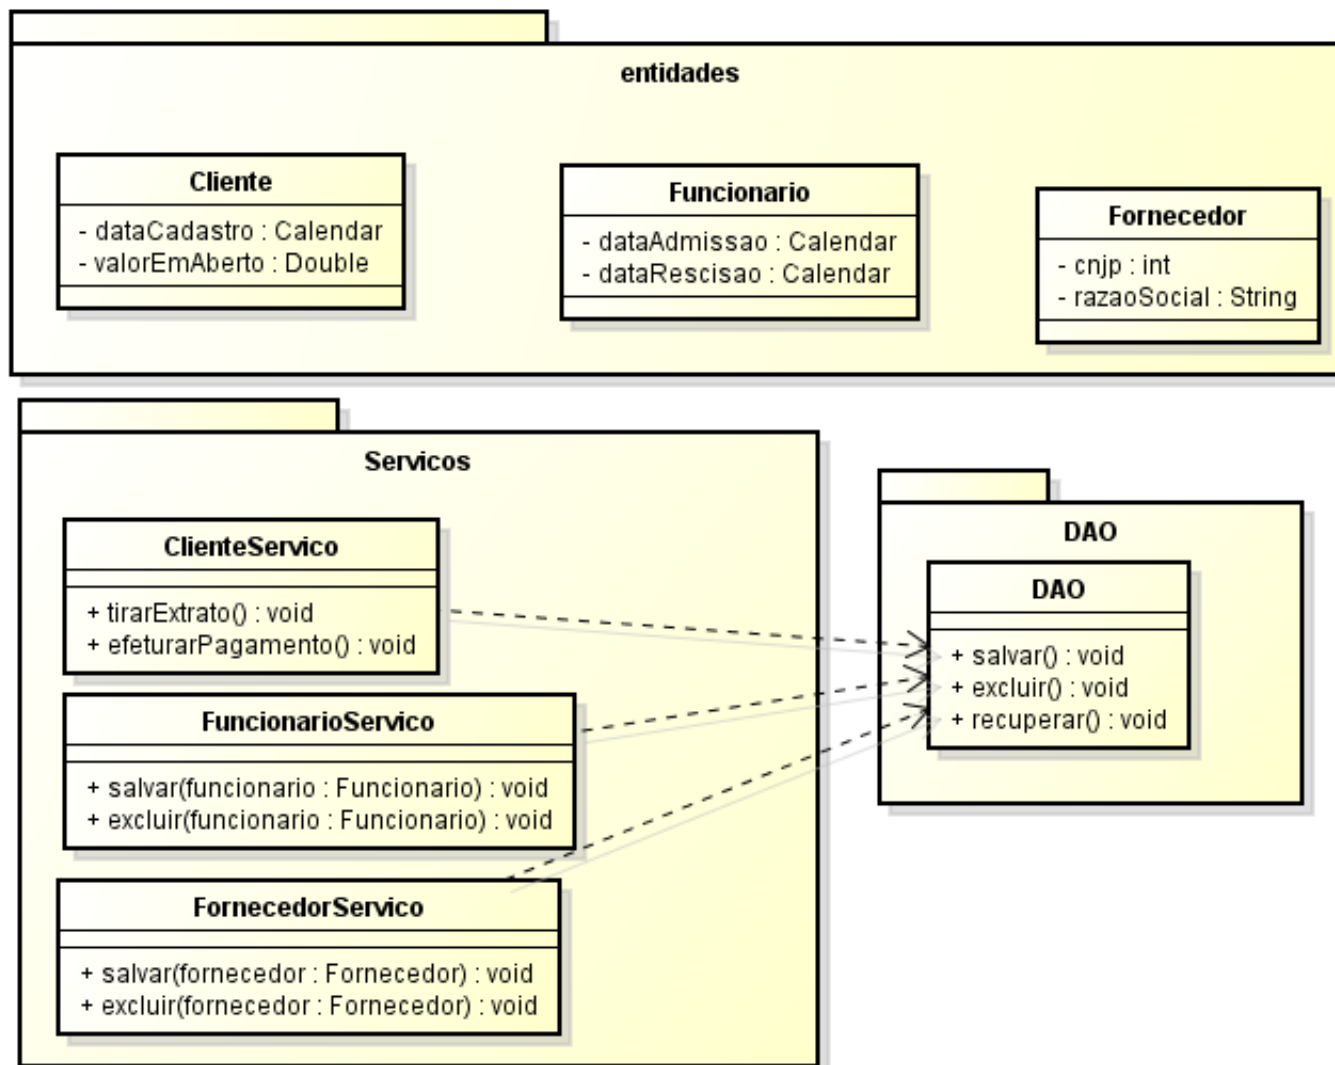 entidades
Cliente
- dataCadastro : Calendar
- valorEmAberto : Double
Funcionario
- dataAdmissao : Calendar
- dataRescisao : Calendar
Fornecedor
- cnjp : int
- razaoSocial : String
Servicos
ClienteServico
+ tirarExtrato() : void
+ efeturarPagamento() : void
FuncionarioServico
+ salvar(funcionario : Funcionario) : void
+ excluir(funcionario : Funcionario) : void
FornecedorServico
+ salvar(fornecedor : Fornecedor) : void
+ excluir(fornecedor : Fornecedor) : void
DAO
DAO
+ salvar() : void
+ excluir() : void
+ recuperar() : void